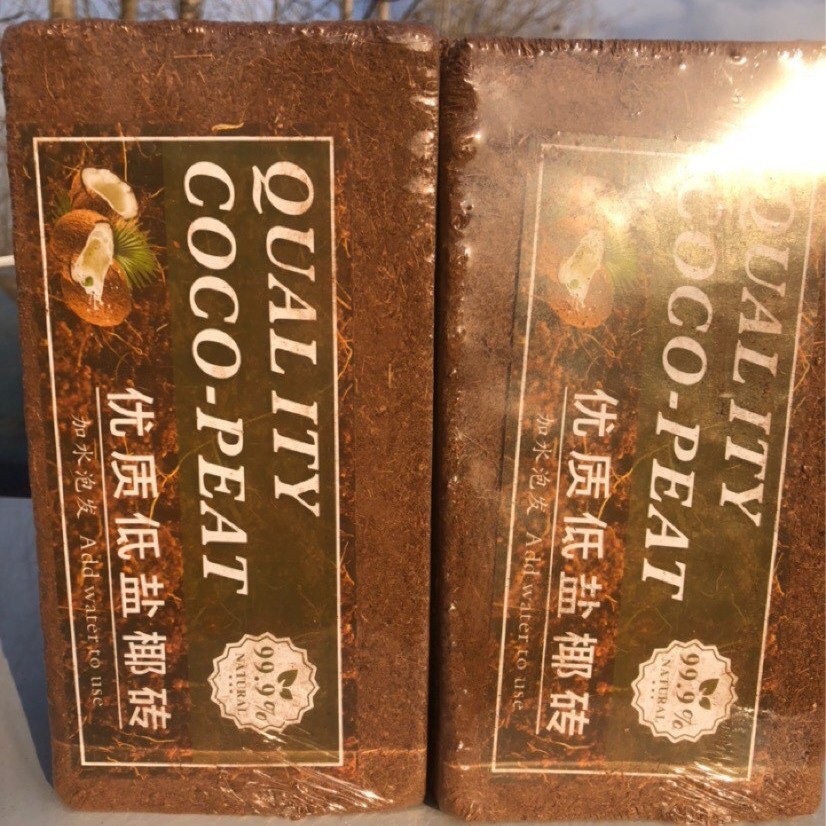 QUALITY
COCO-PEAT
优质低盐椰砖
加水泡发 Add water to use
99.9%
NATURAL
QUALITY
COCO-PEAT
优质低盐椰砖
加水泡发 Add water to use
99.9%
NATURAL